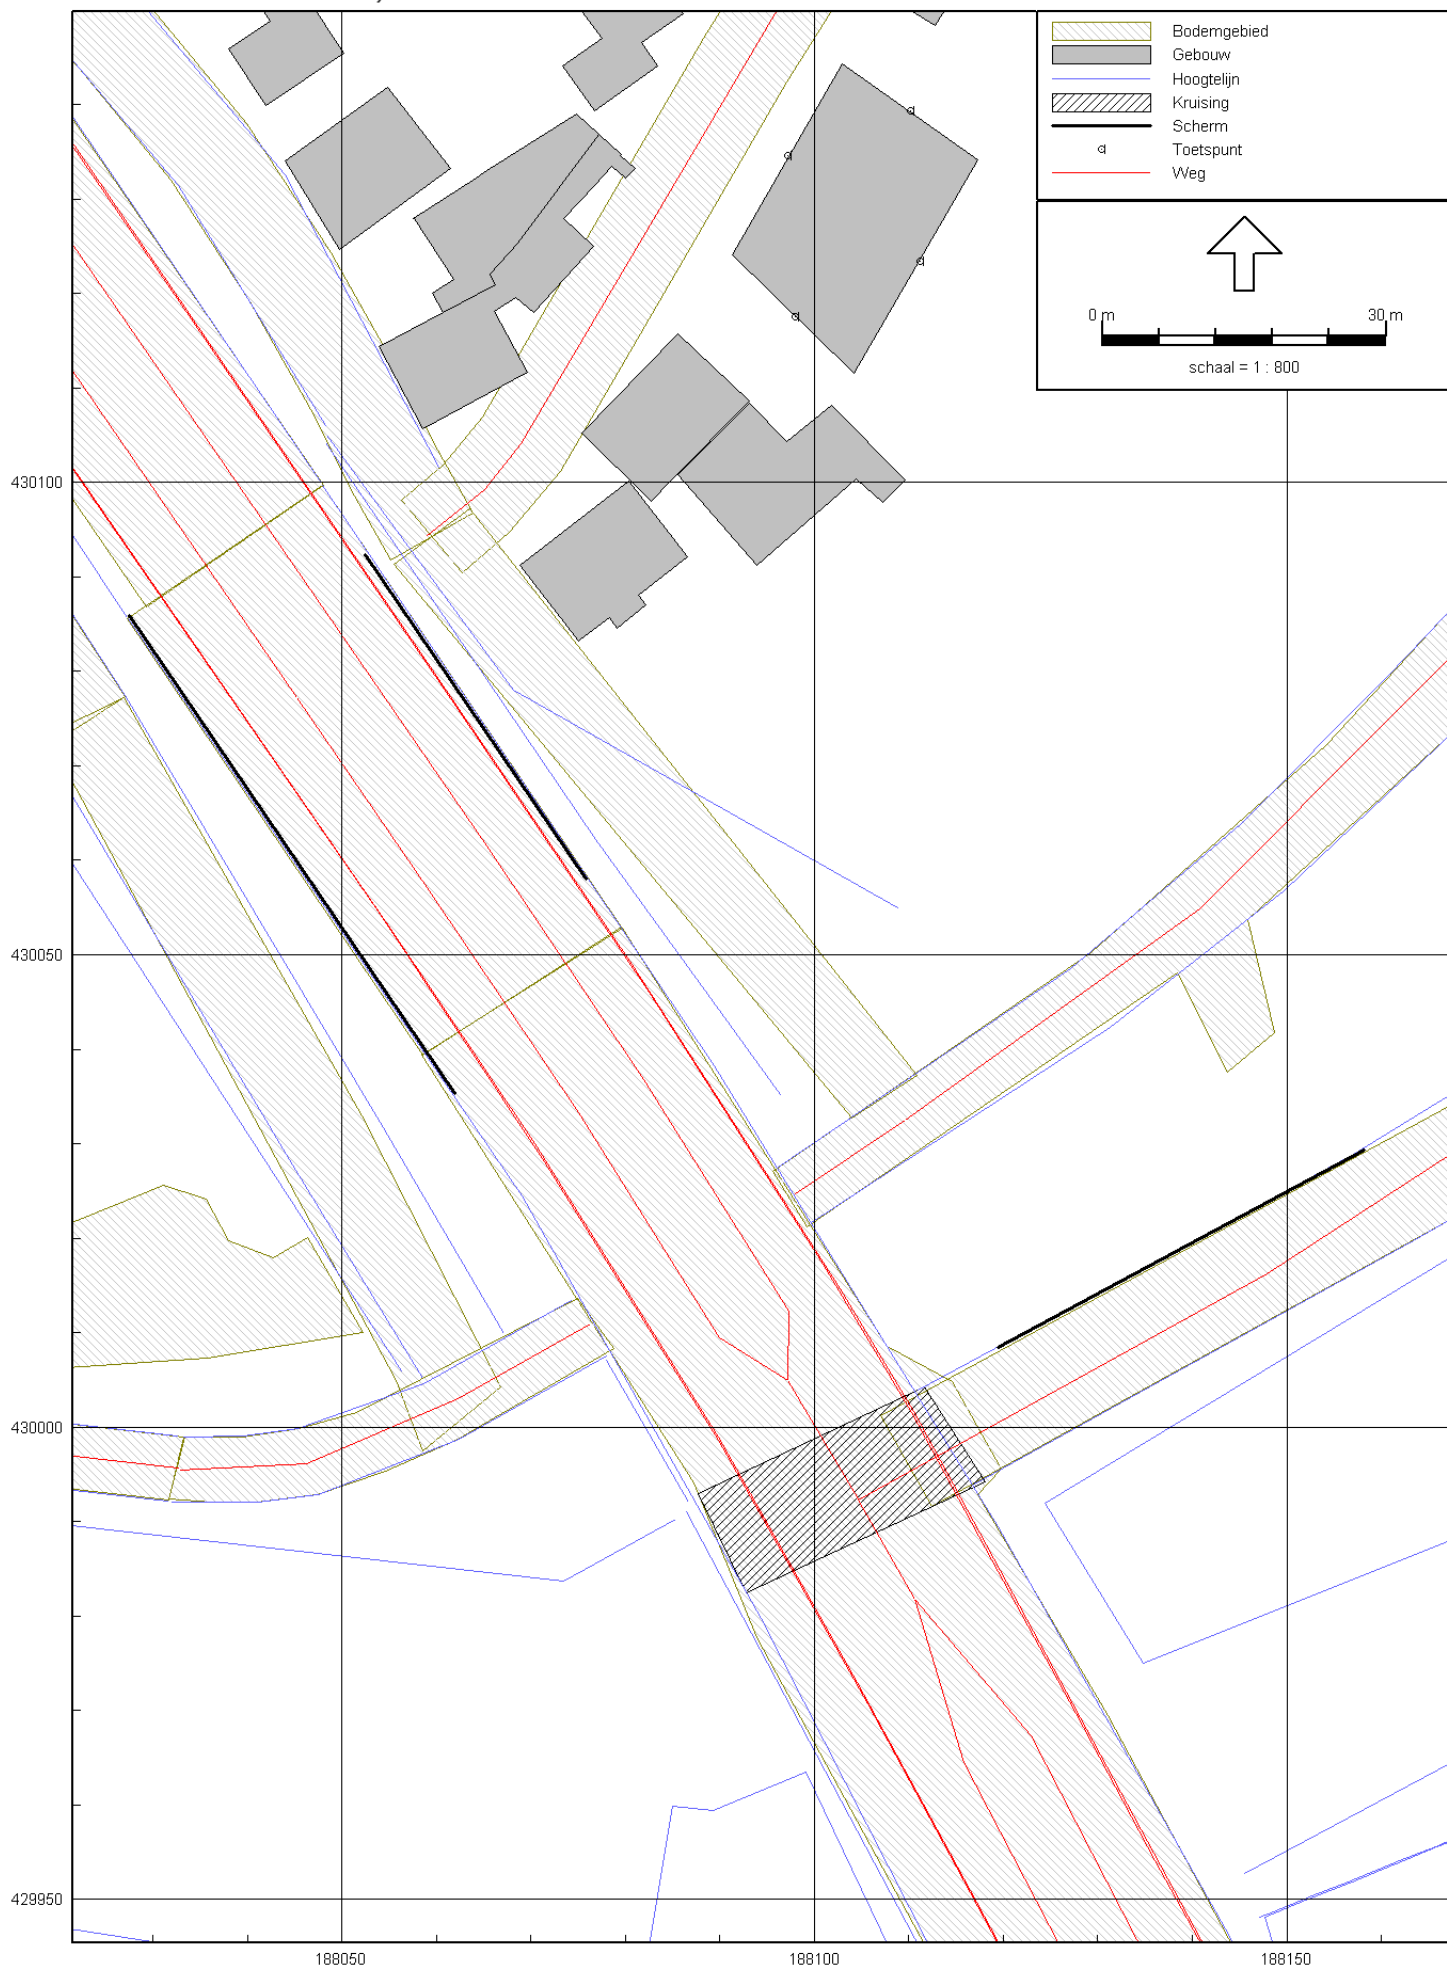 Bodemgebied
Gebouw
Hoogtelijn
Kruising
Scherm
Toetspunt
Weg
0 m 30 m
schaal = 1 : 800
430100
430050
430000
429950
188050 188100 188150